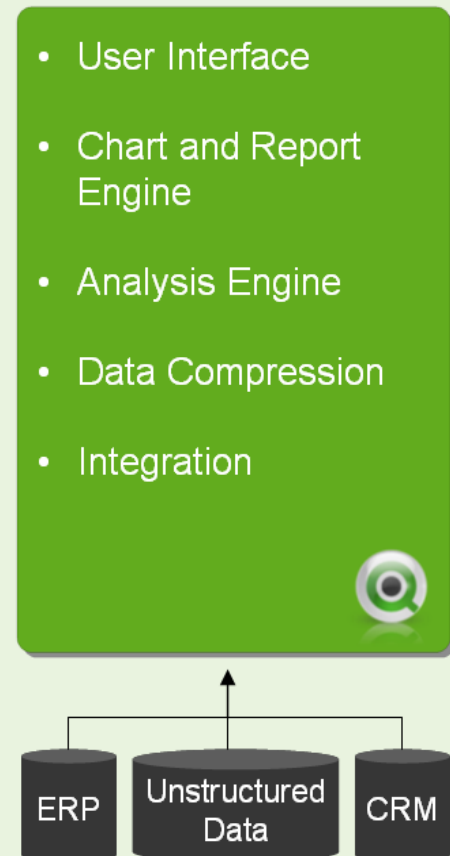 • User Interface
• Chart and Report
Engine
• Analysis Engine
• Data Compression
• Integration
ERP
Unstructured
Data
CRM